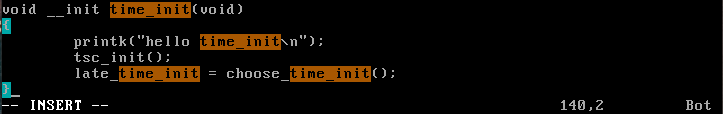 void __init time_init(void)
{
        printk("hello time_init\n");
        tsc_init();
        late_time_init = choose_time_init();
}
-- INSERT --                                                  140,2         Bot